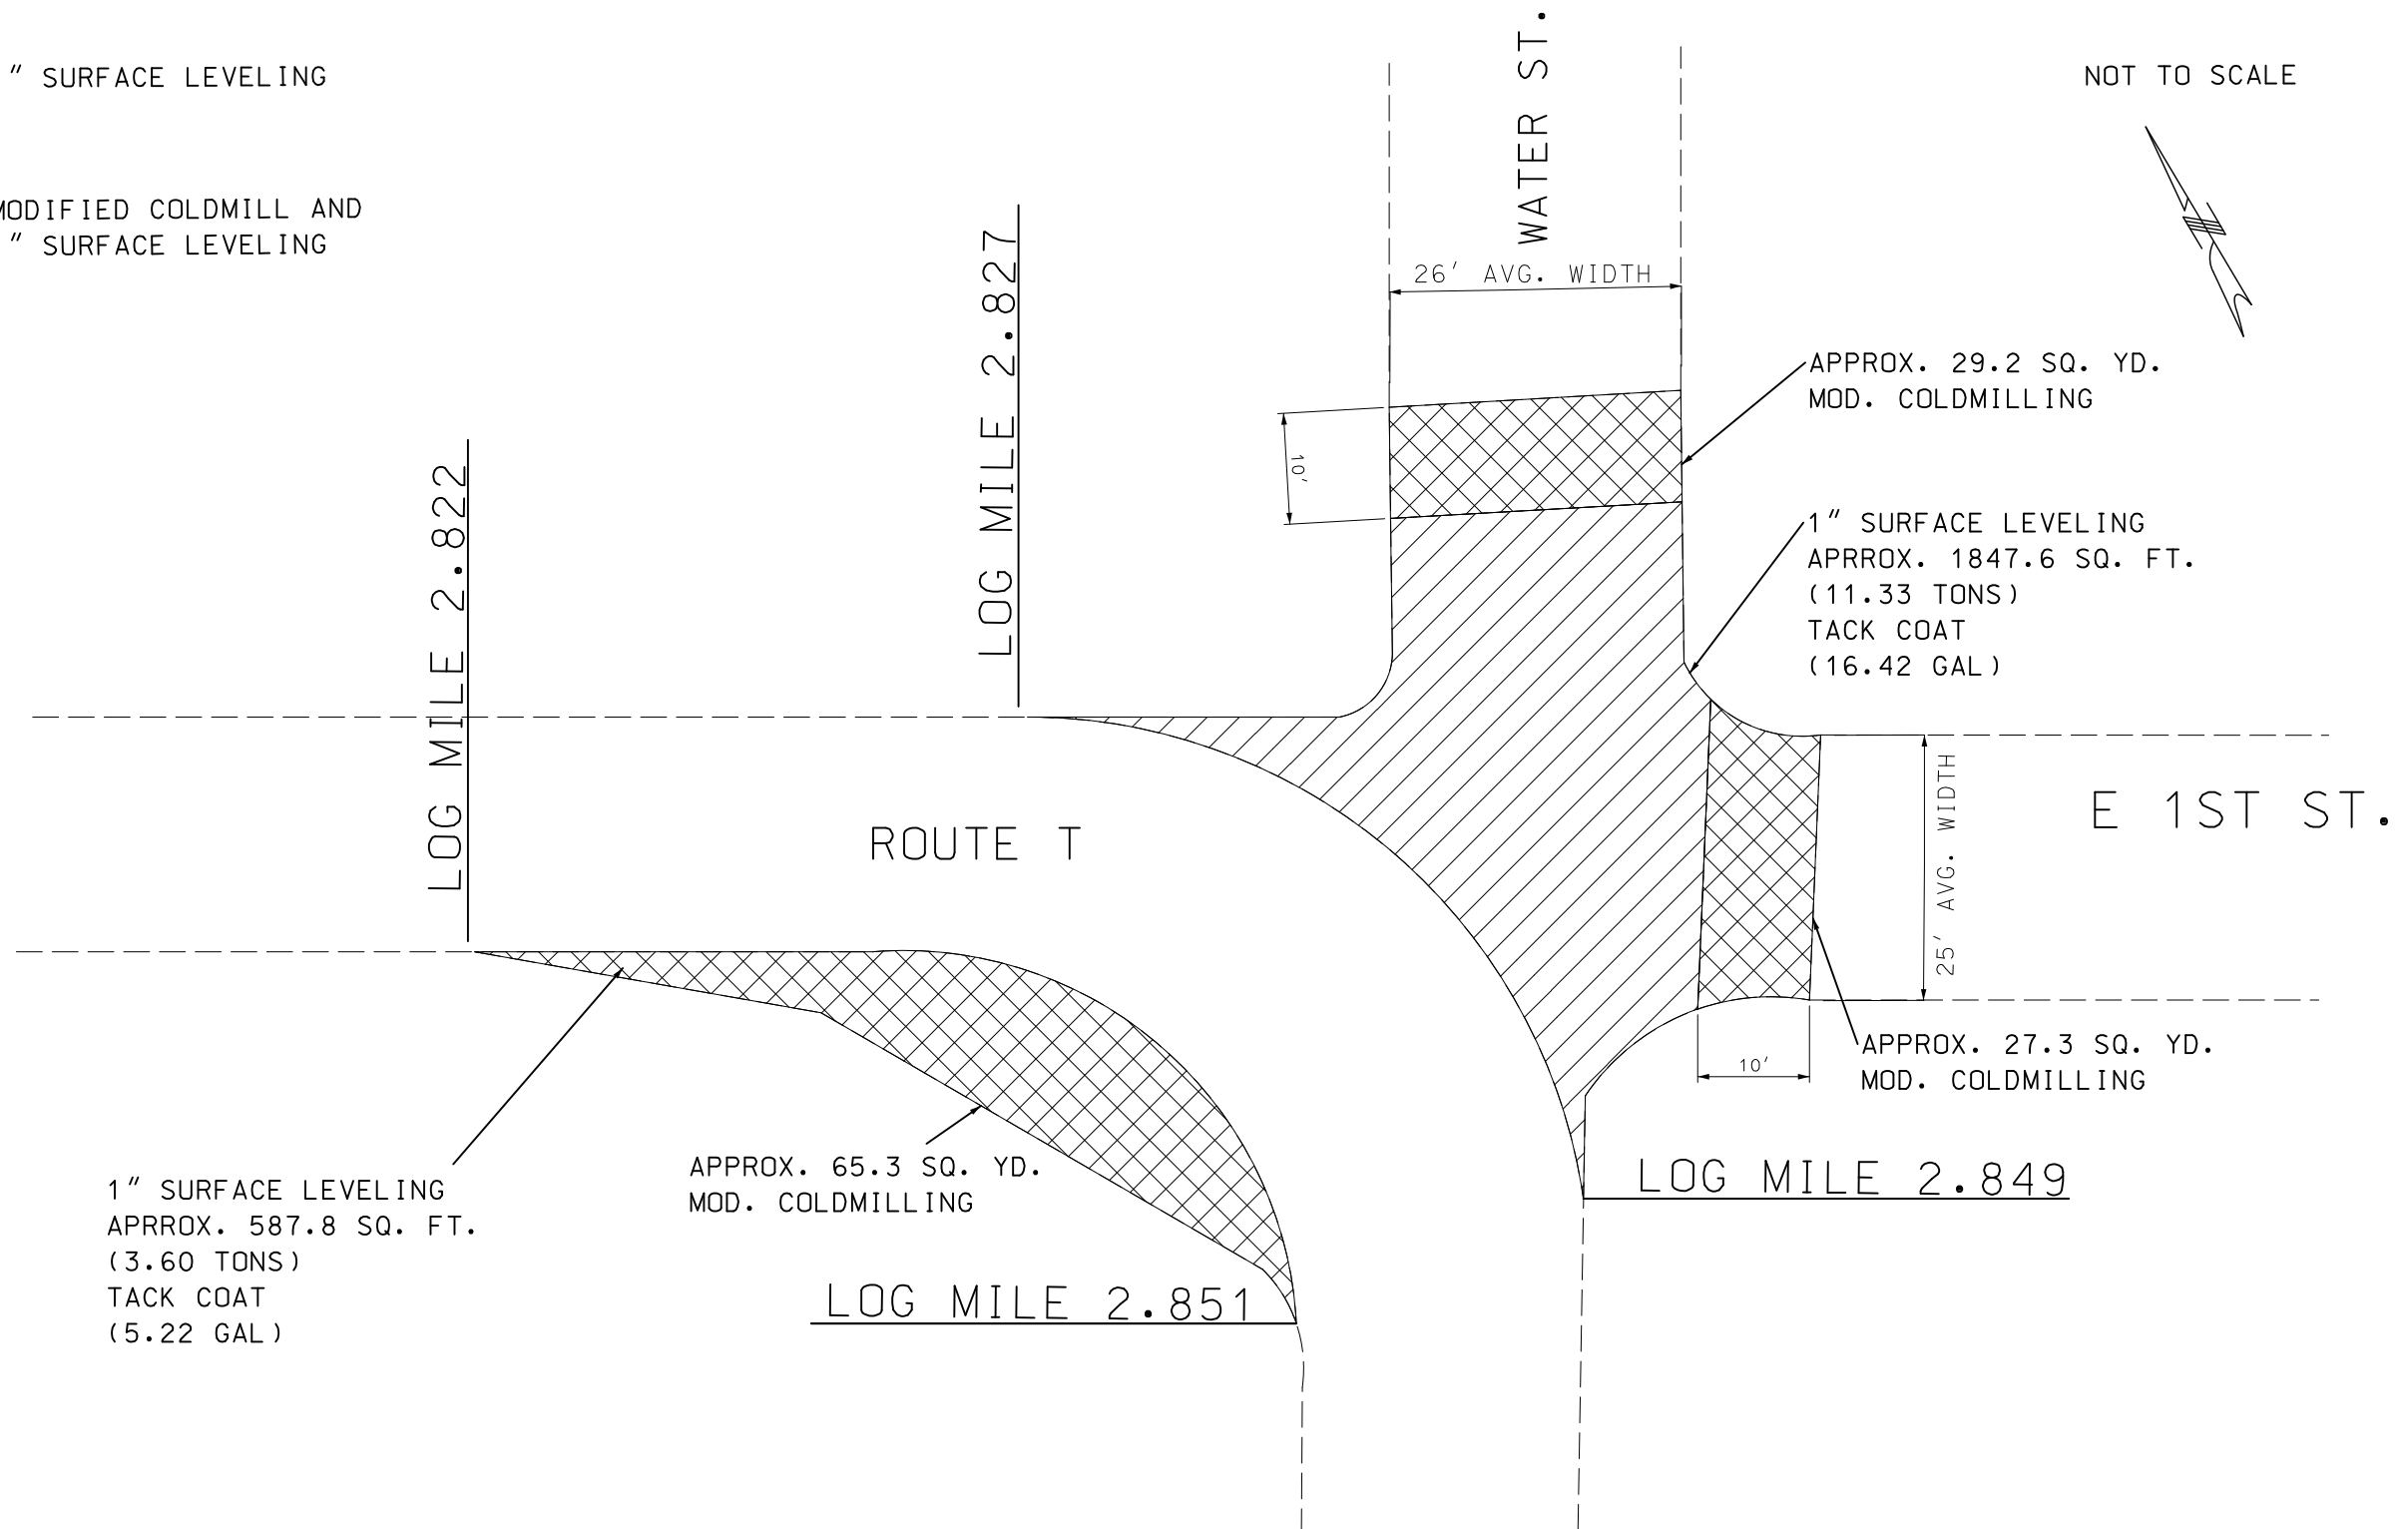 " SURFACE LEVELING
MODIFIED COLDMILL AND
" SURFACE LEVELING
NOT TO SCALE
WATER ST.
26' AVG. WIDTH
LOG MILE 2.827
LOG MILE 2.822
10'
APPROX. 29.2 SQ. YD.
MOD. COLDMILLING
1" SURFACE LEVELING
APRROX. 1847.6 SQ. FT.
(11.33 TONS)
TACK COAT
(16.42 GAL)
ROUTE T
E 1ST ST.
25' AVG. WIDTH
10'
APPROX. 27.3 SQ. YD.
MOD. COLDMILLING
LOG MILE 2.849
APPROX. 65.3 SQ. YD.
MOD. COLDMILLING
LOG MILE 2.851
1" SURFACE LEVELING
APRROX. 587.8 SQ. FT.
(3.60 TONS)
TACK COAT
(5.22 GAL)